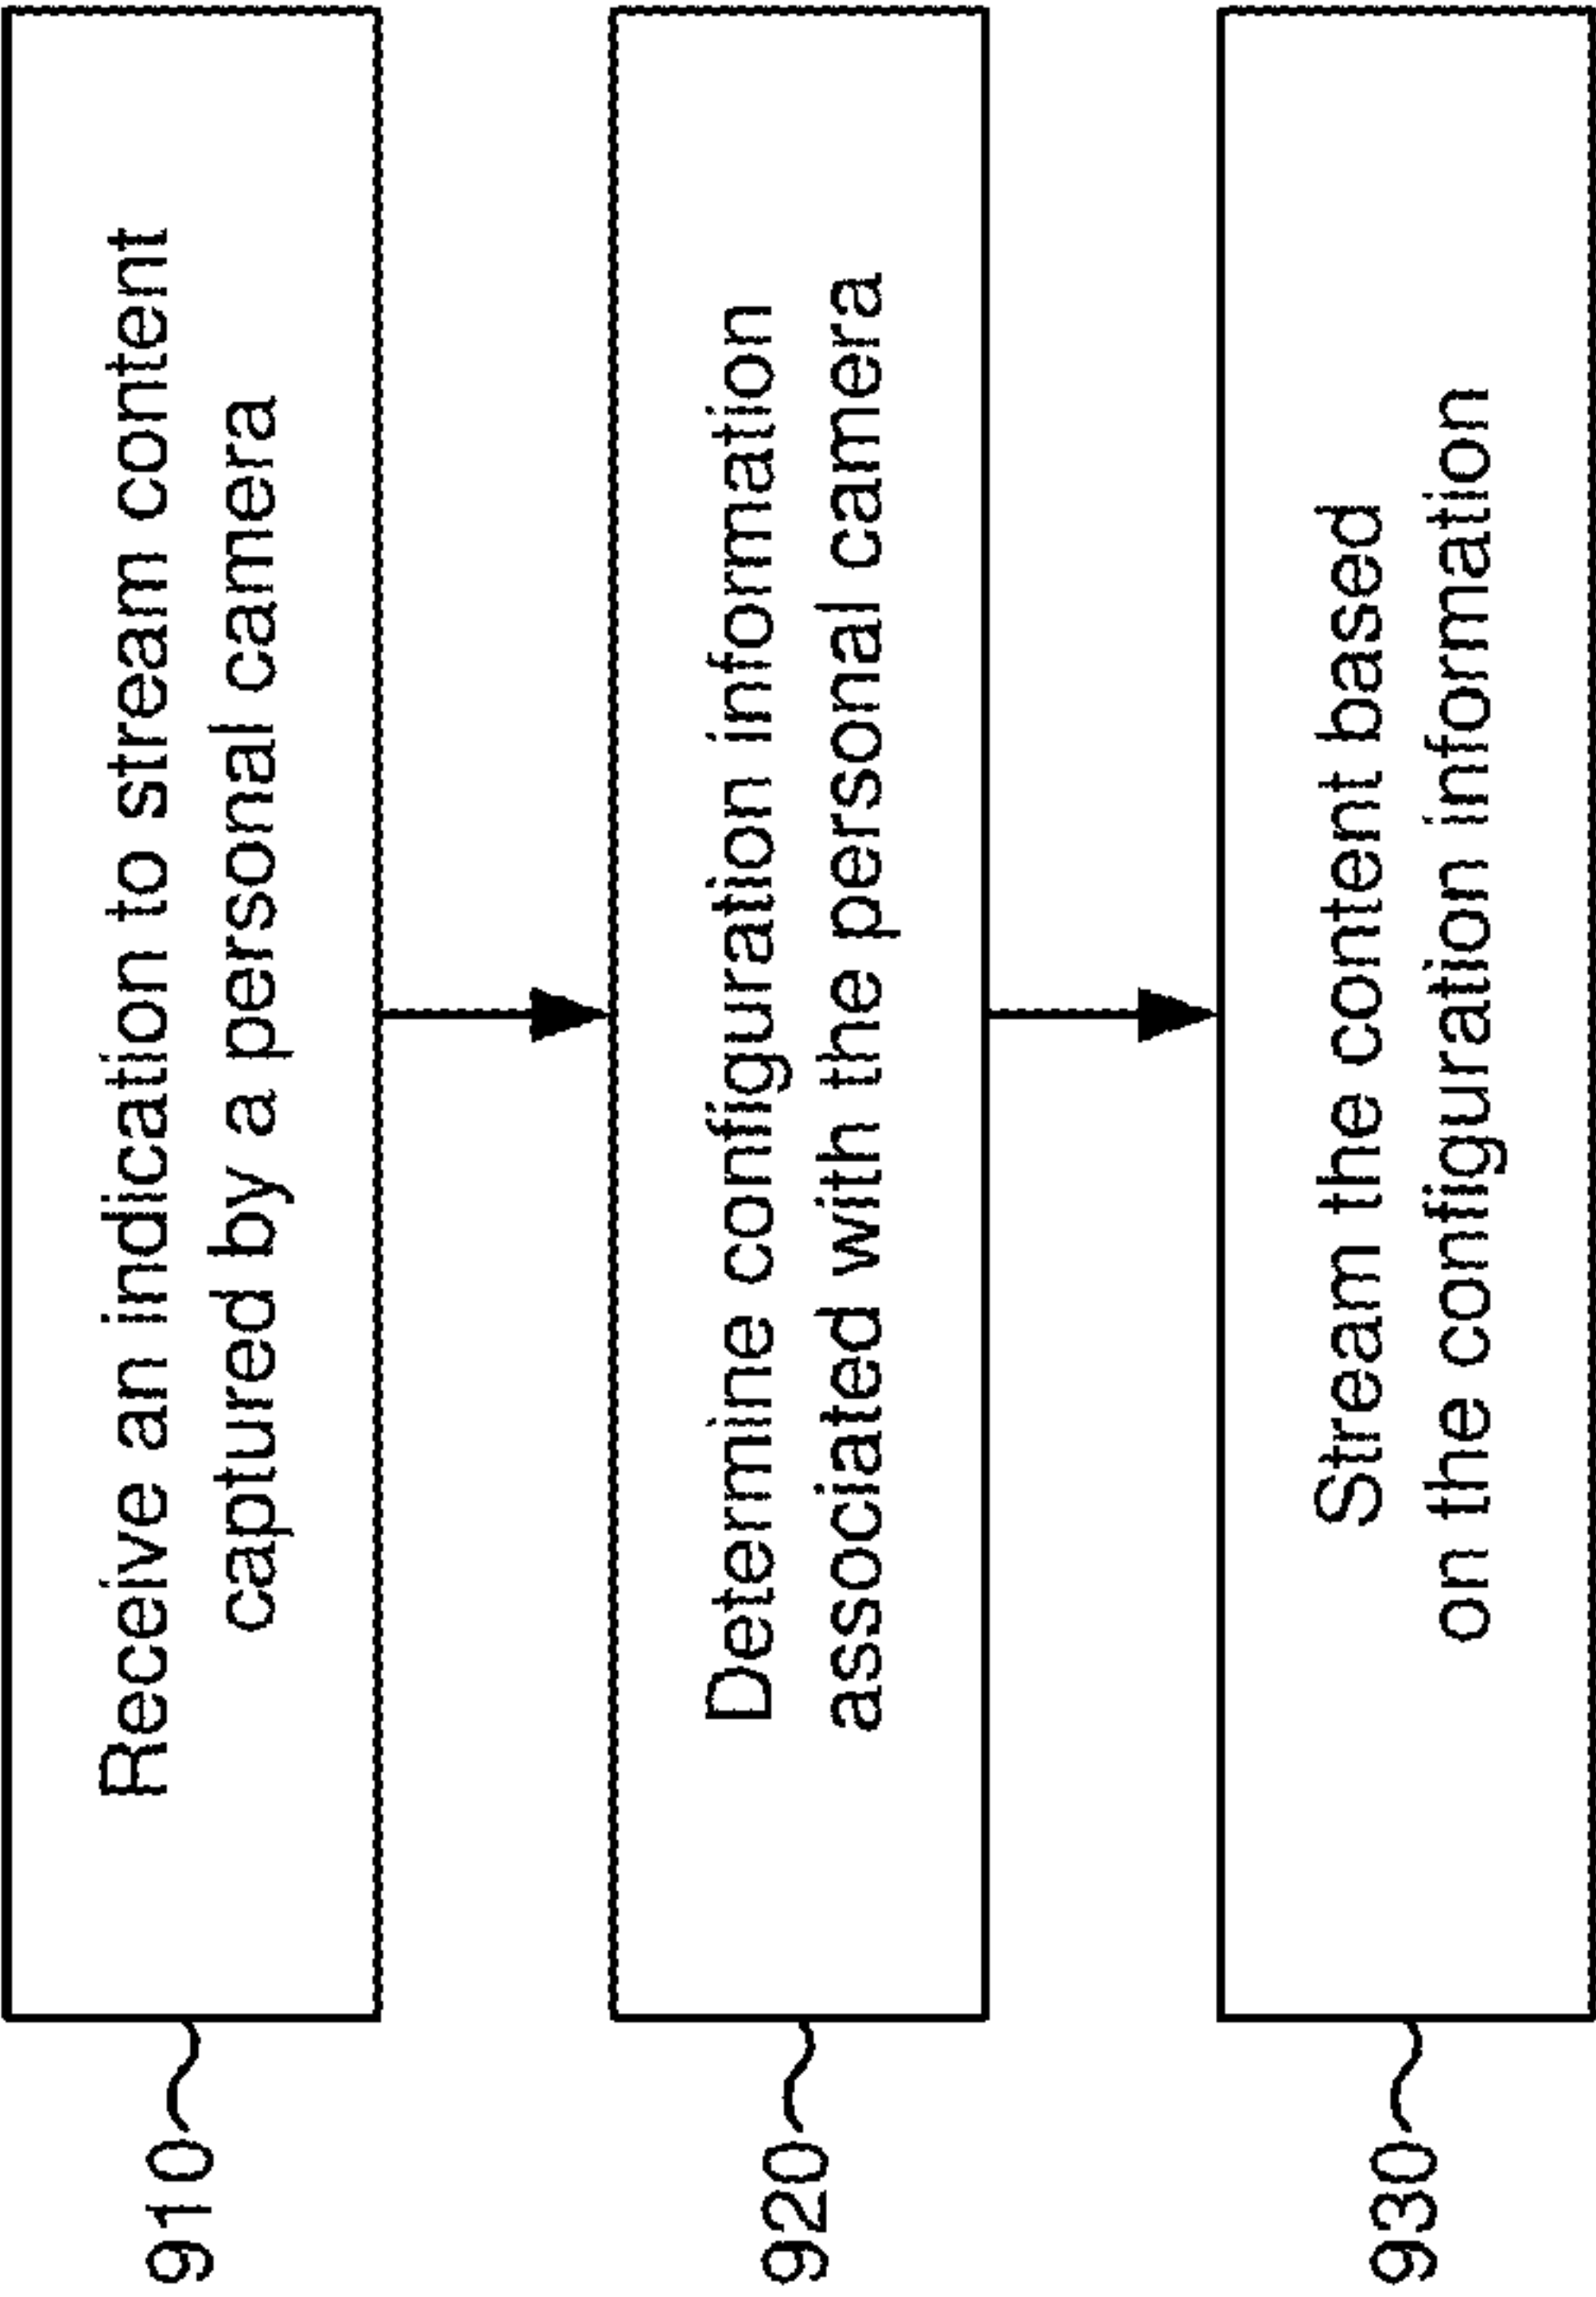 910
Receive an indication to stream content
captured by a personal camera
920
Determine configuration information
associated with the personal camera
930
Stream the content based
on the configuration information